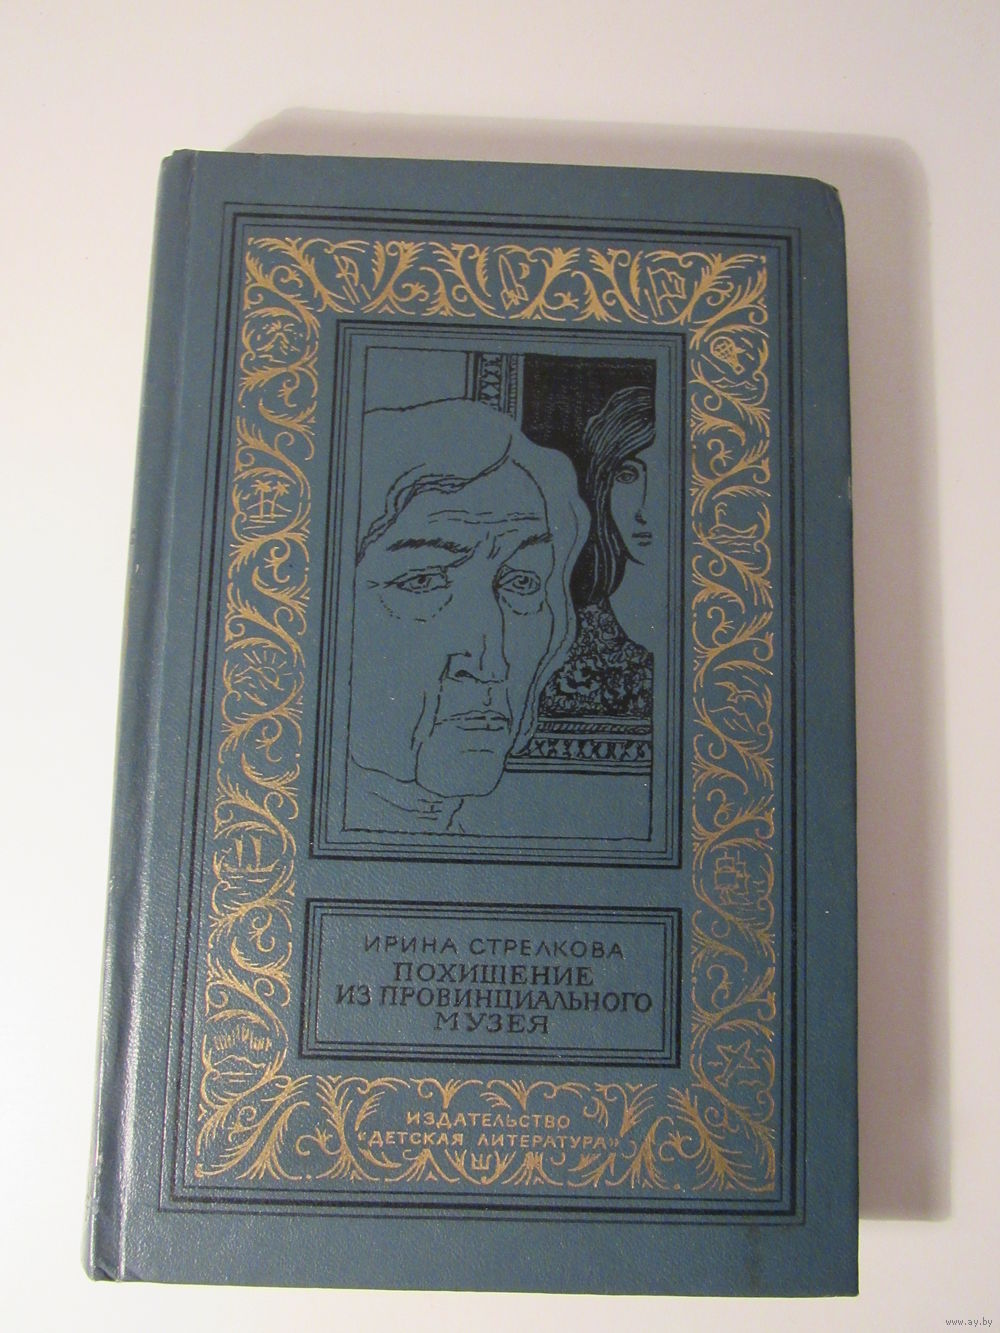 ИРИНА СТРЕЛКОВА
ПОХИЩЕНИЕ
ИЗ ПРОВИНЦИАЛЬНОГО
МУЗЕЯ
ИЗДАТЕЛЬСТВО
„ДЕТСКАЯ ЛИТЕРАТУРА"
www.ay.by